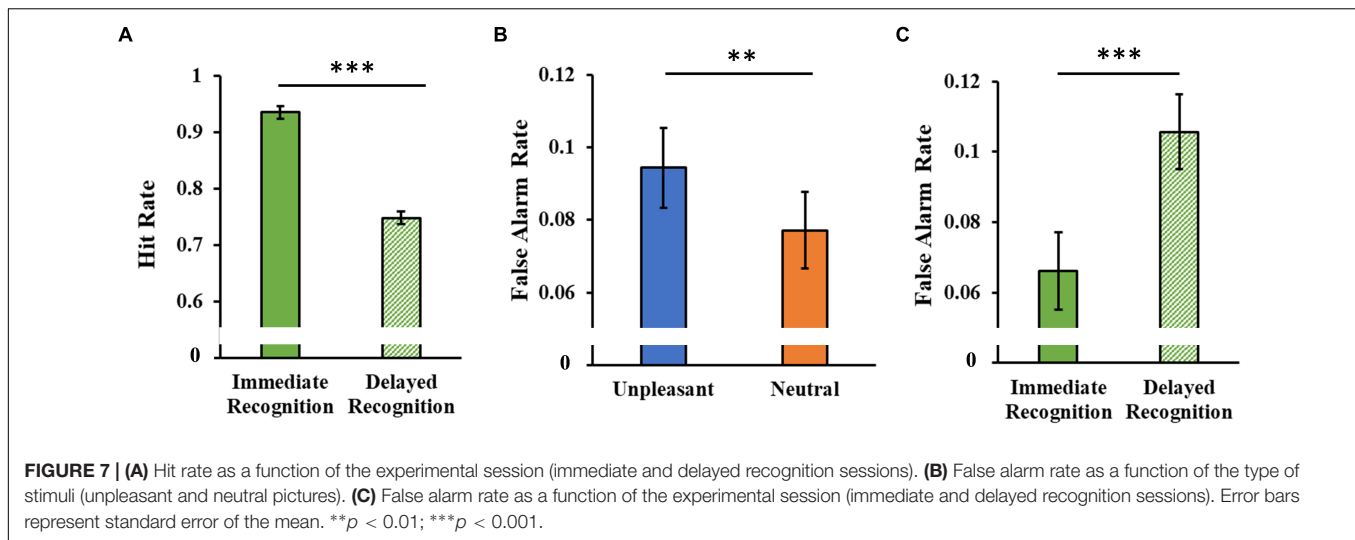 A
***
1
0.9
0.8
0.7
0.6
0
Hit Rate
Immediate Recognition
Delayed Recognition
B
**
0.12
0.1
0.08
0.06
0
False Alarm Rate
Unpleasant
Neutral
C
***
0.12
0.1
0.08
0.06
0
False Alarm Rate
Immediate Recognition
Delayed Recognition
FIGURE 7 | (A) Hit rate as a function of the experimental session (immediate and delayed recognition sessions). (B) False alarm rate as a function of the type of
stimuli (unpleasant and neutral pictures). (C) False alarm rate as a function of the experimental session (immediate and delayed recognition sessions). Error bars
represent standard error of the mean. **p < 0.01; ***p < 0.001.